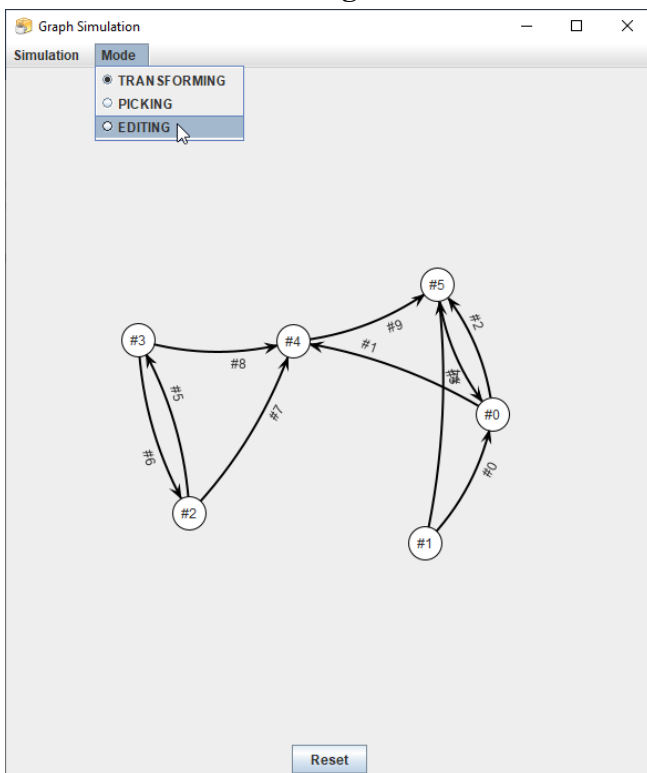 Graph Simulation
Simulation Mode
TRANSFORMING
PICKING
EDITING
#5
#9
#2
#3
#4
#1
#8
#5
#0
#7
#6
#0
#2
#1
Reset